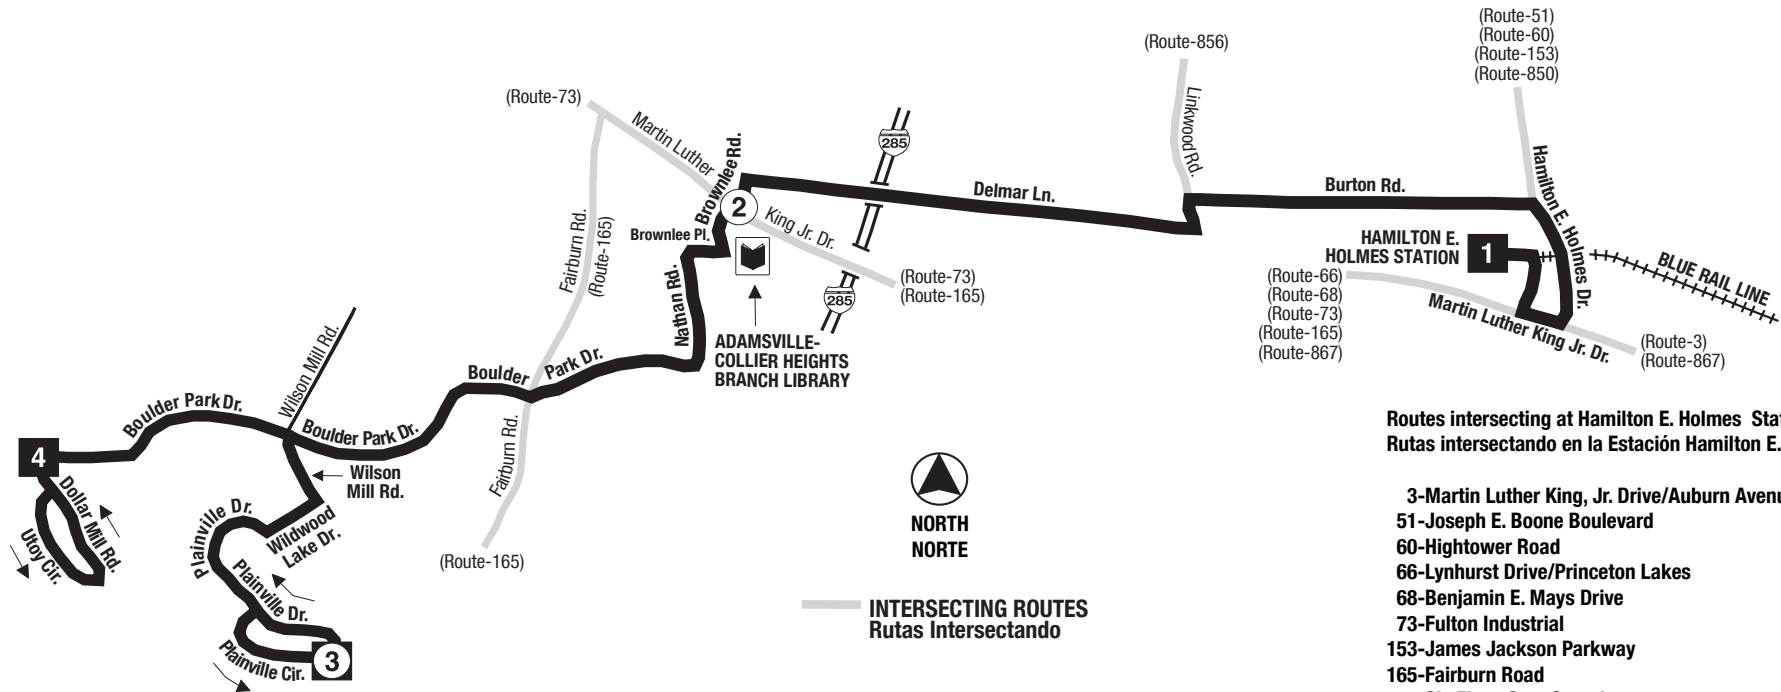 (Route-51)
(Route-60)
(Route-153)
(Route-850)
(Route-856)
(Route-73)
Martin Luther
King Jr. Dr.
Brownlee Rd.
285
Linkwood Rd.
Hamilton E. Holmes Dr.
Delmar Ln.
Burton Rd.
2
Brownlee Pl.
Fairburn Rd.
(Route-165)
HAMILTON E.
HOLMES STATION
1
BLUE RAIL LINE
(Route-66)
(Route-68)
(Route-73)
(Route-165)
(Route-867)
Martin Luther King Jr. Dr.
(Route-3)
(Route-867)
(Route-73)
(Route-165)
285
Nathan Rd.
ADAMSVILLE-
COLLIER HEIGHTS
BRANCH LIBRARY
Wilson Mill Rd.
Boulder
Park Dr.
Boulder Park Dr.
Boulder Park Dr.
Fairburn Rd.
(Route-165)
4
Wilson
Mill Rd.
Dollar Mill Rd.
Utoy Cir.
Plainville Dr.
Wildwood
Lake Dr.
Plainville Dr.
Plainville Cir.
3
NORTH
NORTE
INTERSECTING ROUTES
Rutas Intersectando
Routes intersecting at Hamilton E. Holmes
Rutas intersectando en la Estación Hamilton E.
3-Martin Luther King, Jr. Drive/Auburn
51-Joseph E. Boone Boulevard
60-Hightower Road
66-Lynhurst Drive/Princeton Lakes
68-Benjamin E. Mays Drive
73-Fulton Industrial
153-James Jackson Parkway
165-Fairburn Road